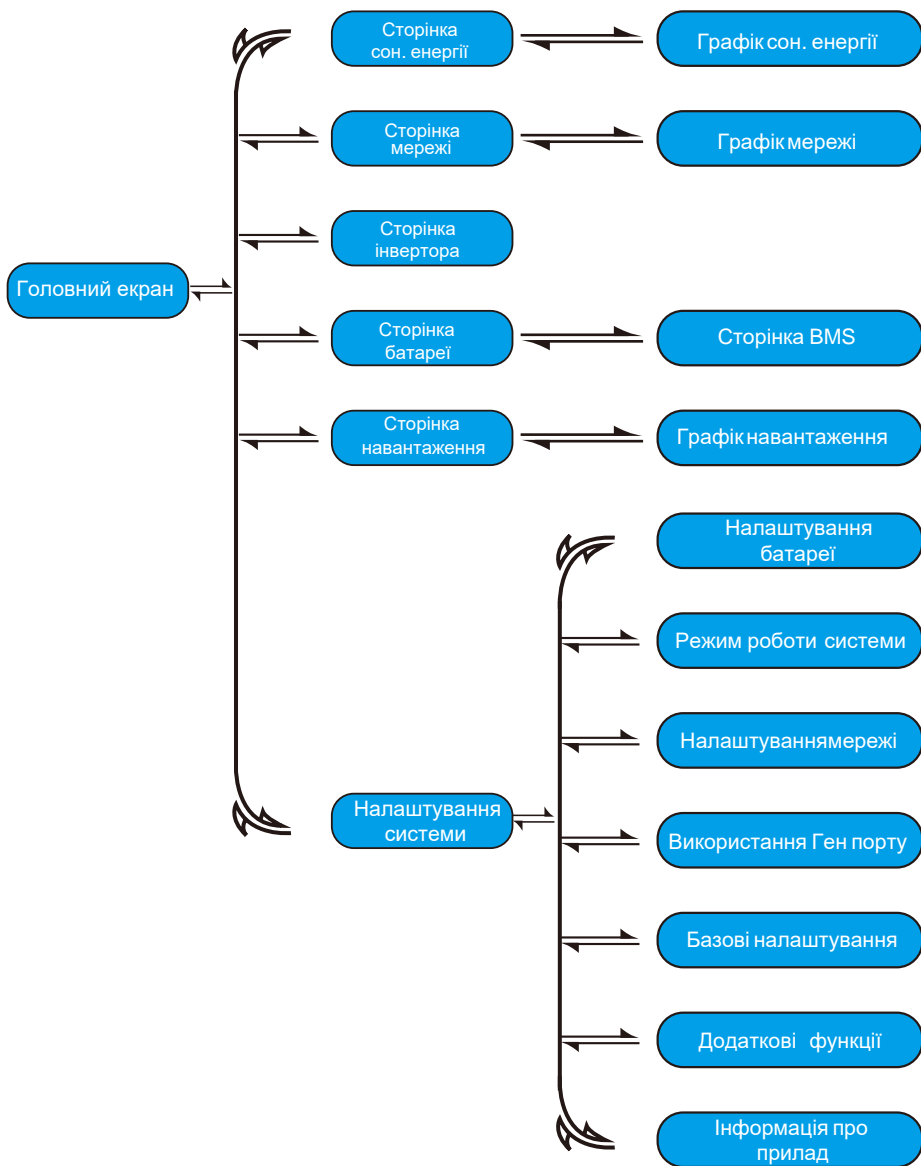 Сторінка
сон. енергії
Графік сон. енергії
Сторінка
мережі
Графік мережі
Сторінка
інвертора
Головний екран
Сторінка
батареї
Сторінка BMS
Сторінка
навантаження
Графік навантаження
Налаштування
батареї
Режим роботи системи
Налаштуваннямережі
Налаштування
системи
Використання Ген порту
Базові налаштування
Додаткові функції
Інформація про
прилад